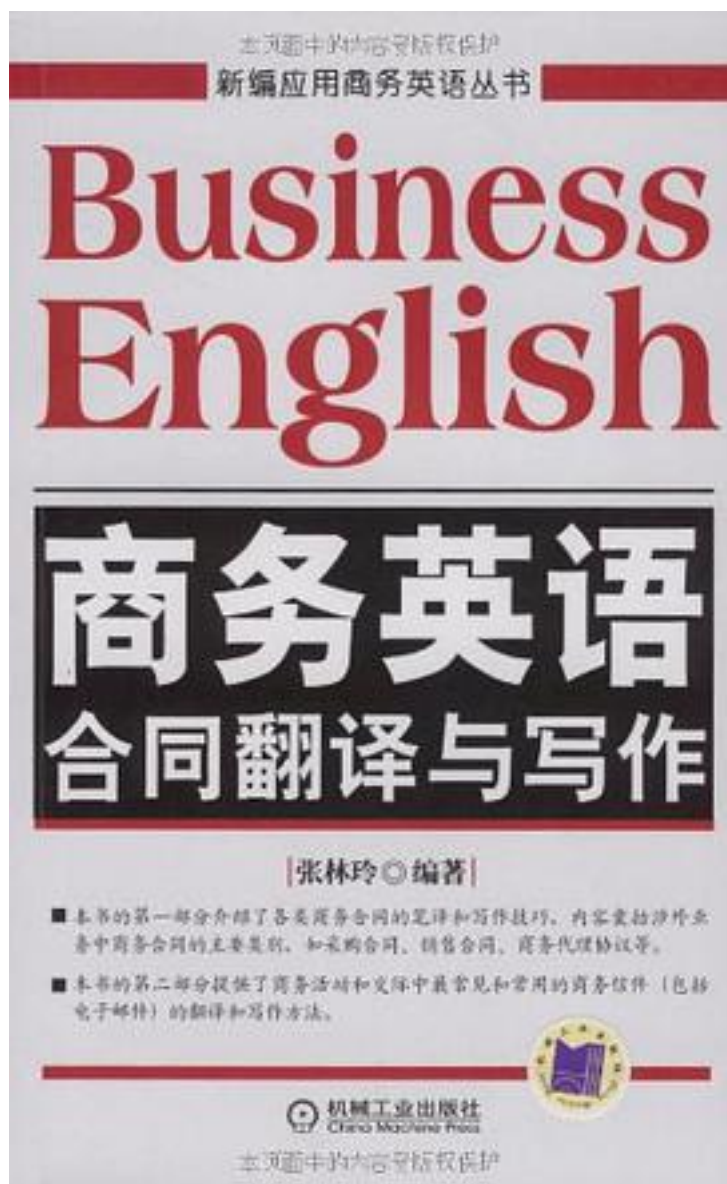 本页面中的内容受版权保护
新编应用商务英语丛书
Business
English
商务英语
合同翻译与写作
张林玲◎编著
■ 本书的第一部分介绍了各类商务合同的笔译和写作技巧，内容囊括涉外业
务中商务合同的主要类别，如采购合同、销售合同、商务代理协议等。
■ 本书的第二部分提供了商务活动和交际中最常见和常用的商务信件（包括
电子邮件）的翻译和写作方法。
机械工业出版社
China Machine Press
本页面中的内容受版权保护